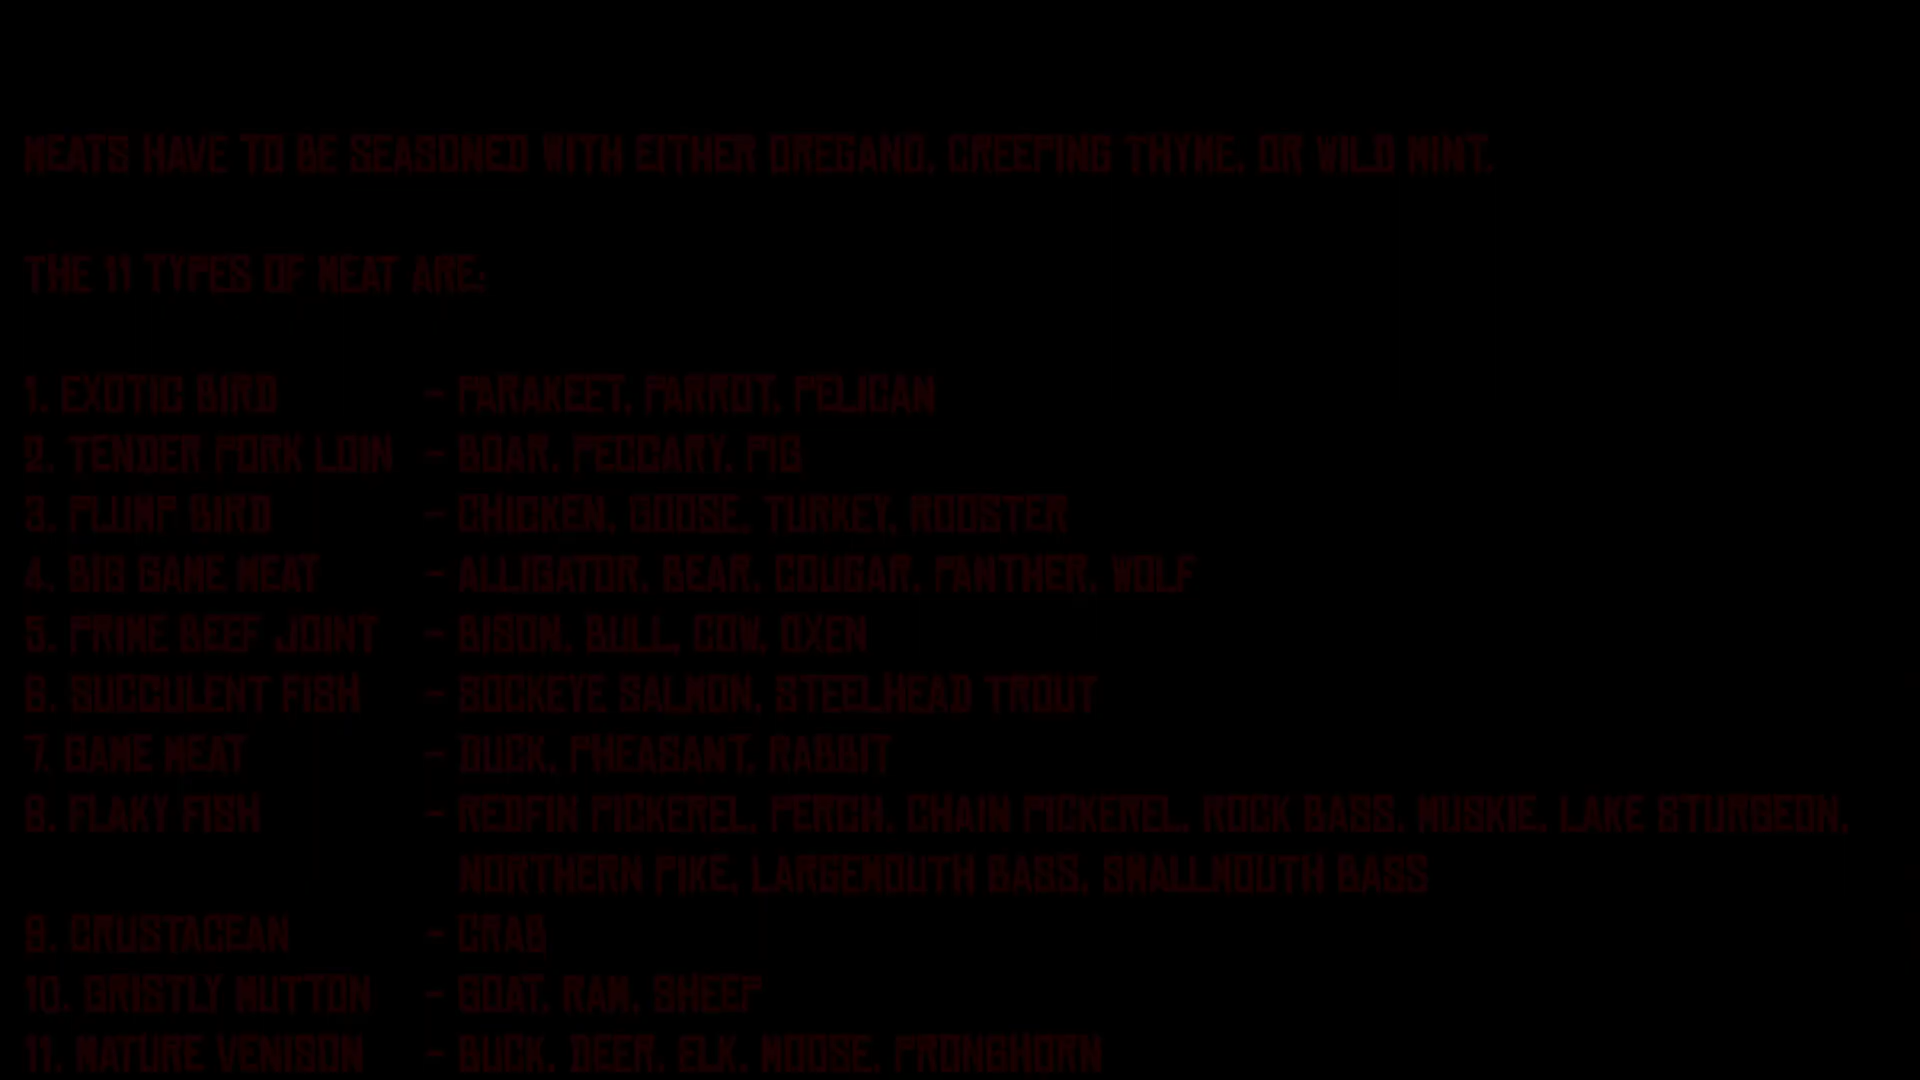 MEATS HAVE TO BE SEASONED WITH EITHER OREGANO, CREEPING THYME, OR WILD MINT.
THE 11 TYPES OF MEAT ARE:
1. EXOTIC BIRD - PARAKEET, PARROT, PELICAN
2. TENDER PORK LOIN - BOAR, PECCARY, PIG
3. PLUMP BIRD - CHICKEN, GOOSE, TURKEY, ROOSTER
4. BIG GAME MEAT - ALLIGATOR, BEAR, COUGAR, PANTHER, WOLF
5. PRIME BEEF JOINT - BISON, BULL, COW, OXEN
6. SUCCULENT FISH - SOCKEYE SALMON, STEELHEAD TROUT
7. GAME MEAT - DUCK, PHEASANT, RABBIT
8. FLAKY FISH - REDFIN PICKEREL, PERCH, CHAIN PICKEREL, ROCK BASS, MUSKIE, LAKE STURGEON,
NORTHERN PIKE, LARGEMOUTH BASS, SMALLMOUTH BASS
9. CRUSTACEAN - CRAB
10. GRISTLY MUTTON - GOAT, RAM, SHEEP
11. MATURE VENISON - BUCK, DEER, ELK, MOOSE, PRONGHORN